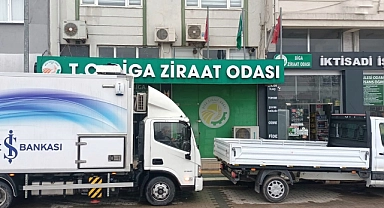 T.C. BİGA ZİRAAT ODASI
BİGA
ZİRAAT ODASI
İKTİSADİ İŞ
İŞ
BANKASI